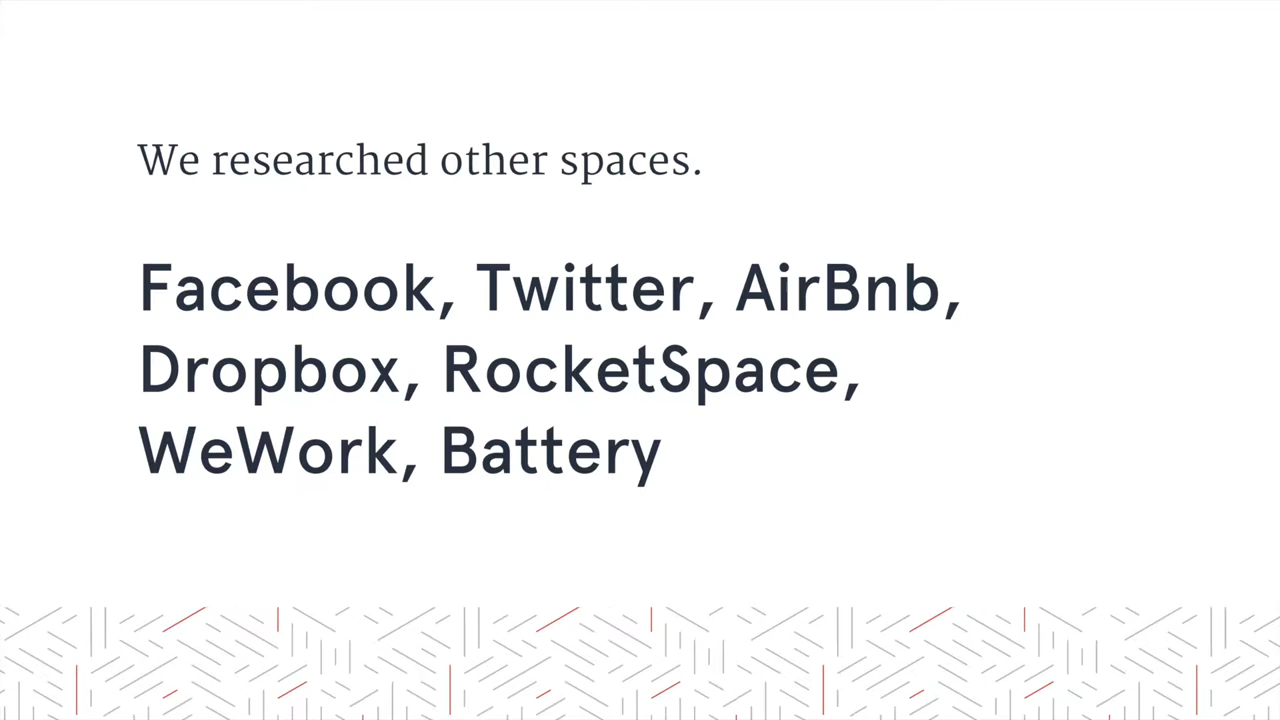 We researched other spaces.
Facebook, Twitter, AirBnb,
Dropbox, RocketSpace,
WeWork, Battery